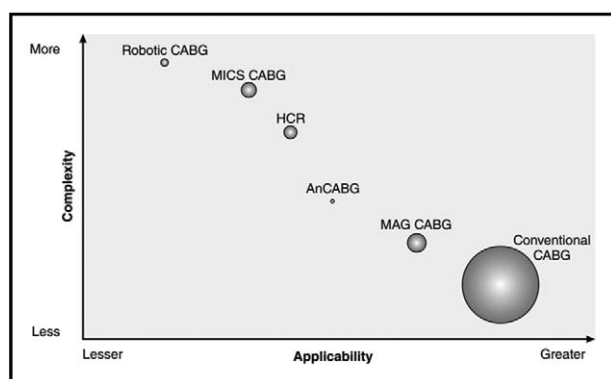 More
Robotic CABG
MICS CABG
HCR
AnCABG
MAG CABG
Conventional
CABG
Complexity
Less
Lesser
Applicability
Greater